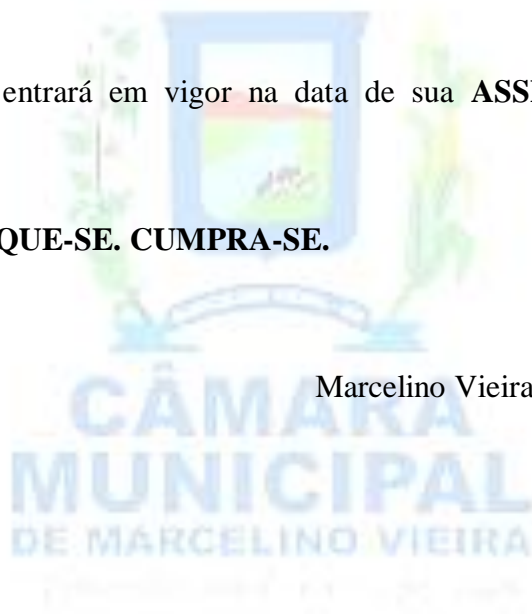 entrará em vigor na data de sua ASS
QUE-SE. CUMPRA-SE.
Marcelino Vieira
CÂMARA
MUNICIPAL
DE MARCELINO VIEIRA